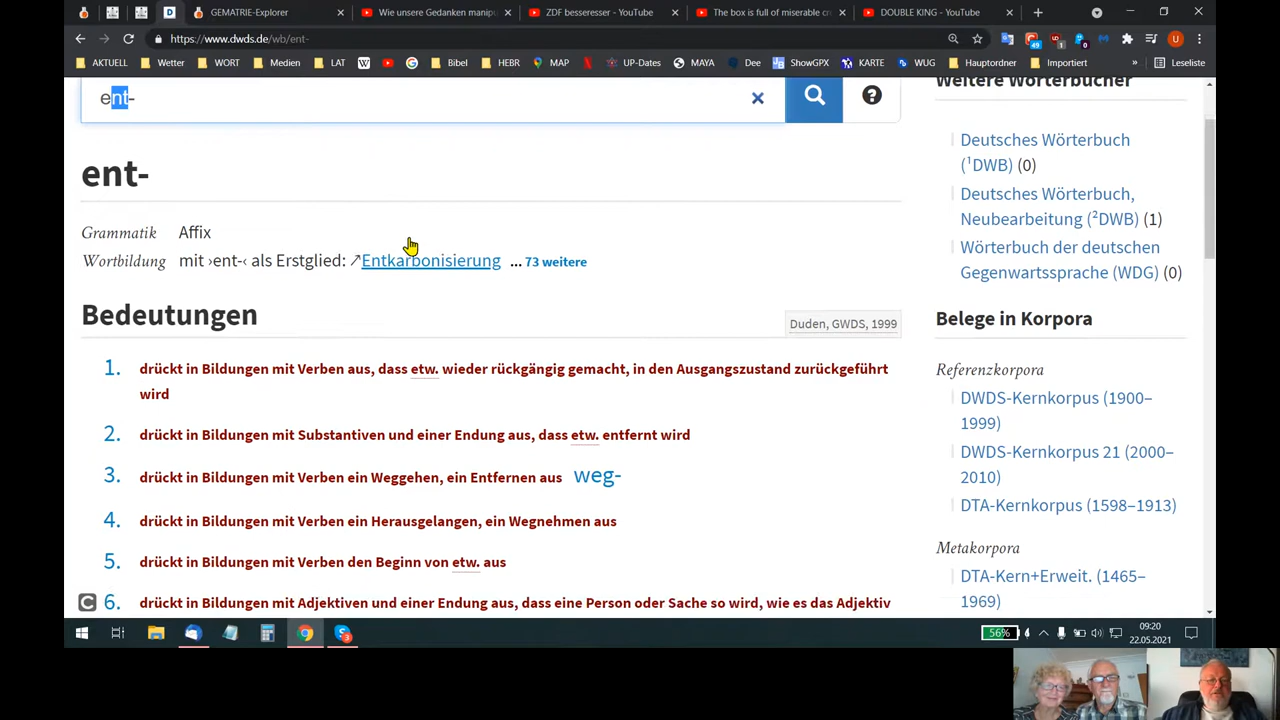 GEMATRIE-Explorer
Wie unsere Gedanken manipu
ZDF besseresser - YouTube
The box is full of miserable cr
DOUBLE KING - YouTube
https://www.dwds.de/wb/ent-
AKTUELL
Wetter
WORT
Medien
LAT
Bibel
HEBR
MAP
UP-Dates
MAYA
Dee
ShowGPX
KARTE
WUG
Hauptordner
Importiert
»
Leseliste
ent-
ent-
Grammatik Affix
Wortbildung mit ›ent-‹ als Erstglied: ↗Entkarbonisierung ... 73 weitere
Bedeutungen
Duden, GWDS, 1999
1. drückt in Bildungen mit Verben aus, dass etw. wieder rückgängig gemacht, in den Ausgangszustand zurückgeführt
wird
2. drückt in Bildungen mit Substantiven und einer Endung aus, dass etw. entfernt wird
3. drückt in Bildungen mit Verben ein Weggehen, ein Entfernen aus weg-
4. drückt in Bildungen mit Verben ein Herausgelangen, ein Wegnehmen aus
5. drückt in Bildungen mit Verben den Beginn von etw. aus
6. drückt in Bildungen mit Adjektiven und einer Endung aus, dass eine Person oder Sache so wird, wie es das Adjektiv
Weitere Wörterbücher
Deutsches Wörterbuch
(¹DWB) (0)
Deutsches Wörterbuch,
Neubearbeitung (²DWB) (1)
Wörterbuch der deutschen
Gegenwartssprache (WDG) (0)
Belege in Korpora
Referenzkorpora
DWDS-Kernkorpus (1900–
1999)
DWDS-Kernkorpus 21 (2000–
2010)
DTA-Kernkorpus (1598–1913)
Metakorpora
DTA-Kern+Erweit. (1465–
1969)
56%
09:20
22.05.2021